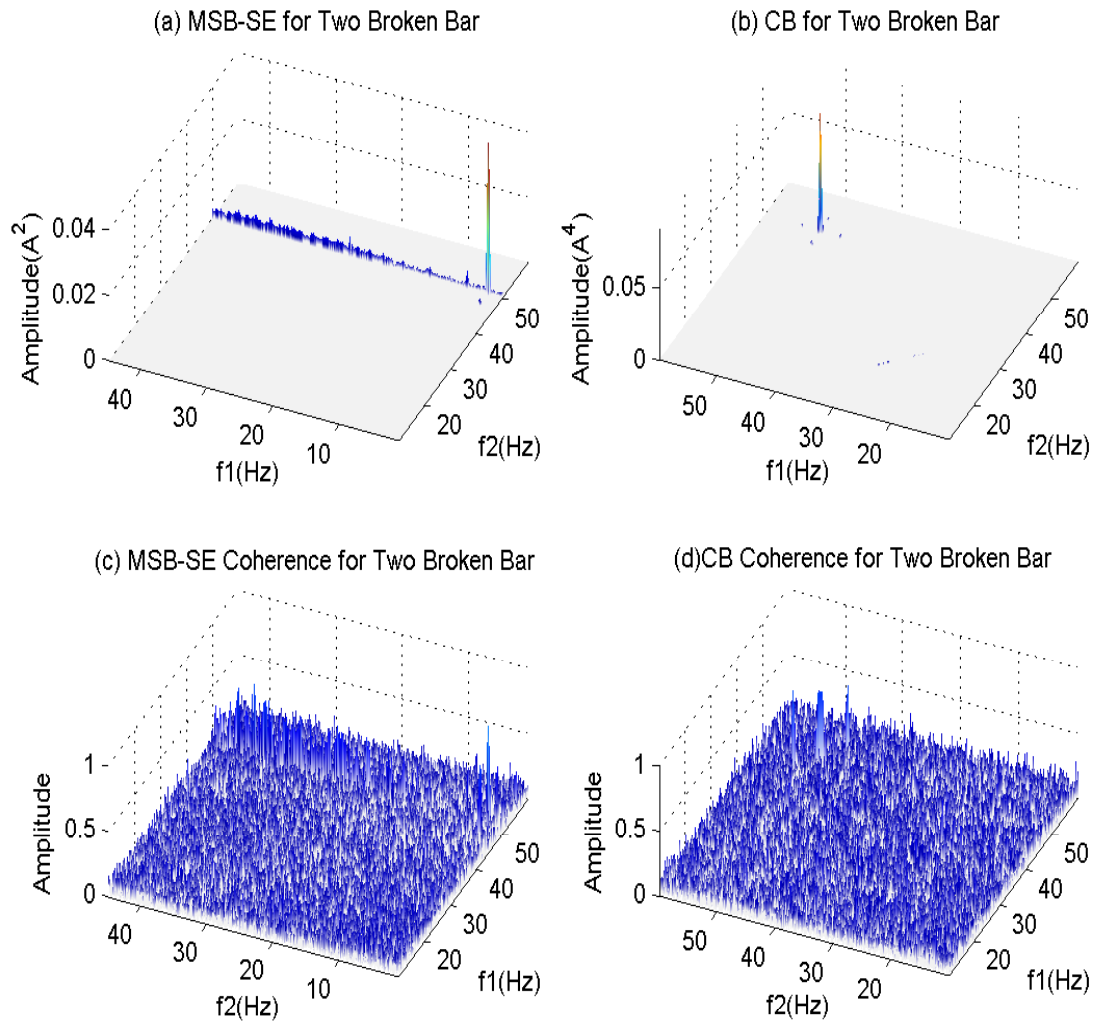 (a) MSB-SE for Two Broken Bar
0.04
0.02
0
Amplitude(A^2)
40
30
20
10
f1(Hz)
50
40
30
20
f2(Hz)
(b) CB for Two Broken Bar
0.05
0
Amplitude(A^4)
50
40
30
20
f1(Hz)
50
40
30
20
f2(Hz)
(c) MSB-SE Coherence for Two Broken Bar
1
0.5
0
Amplitude
40
30
20
10
f2(Hz)
50
40
30
20
f1(Hz)
(d)CB Coherence for Two Broken Bar
1
0.5
0
Amplitude
50
40
30
20
f2(Hz)
50
40
30
20
f1(Hz)